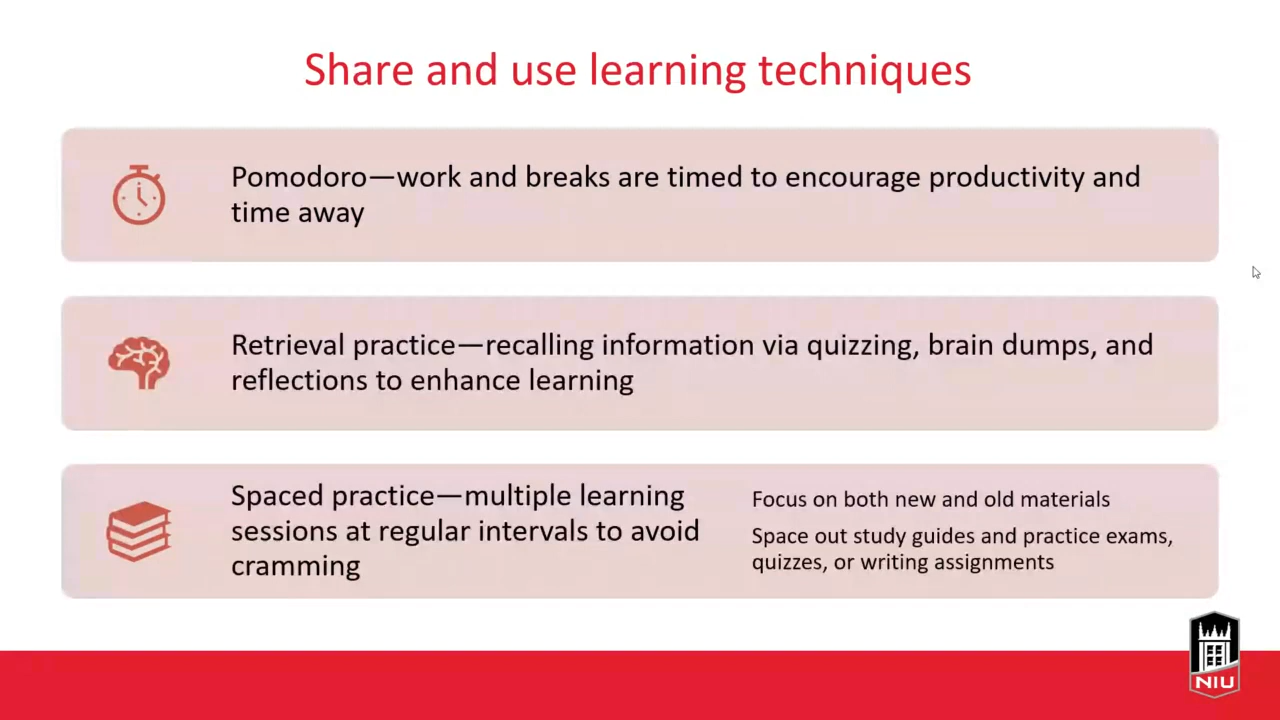 Share and use learning techniques
Pomodoro—work and breaks are timed to encourage productivity and
time away
Retrieval practice—recalling information via quizzing, brain dumps, and
reflections to enhance learning
Spaced practice—multiple learning
sessions at regular intervals to avoid
cramming
Focus on both new and old materials
Space out study guides and practice exams,
quizzes, or writing assignments
NIU